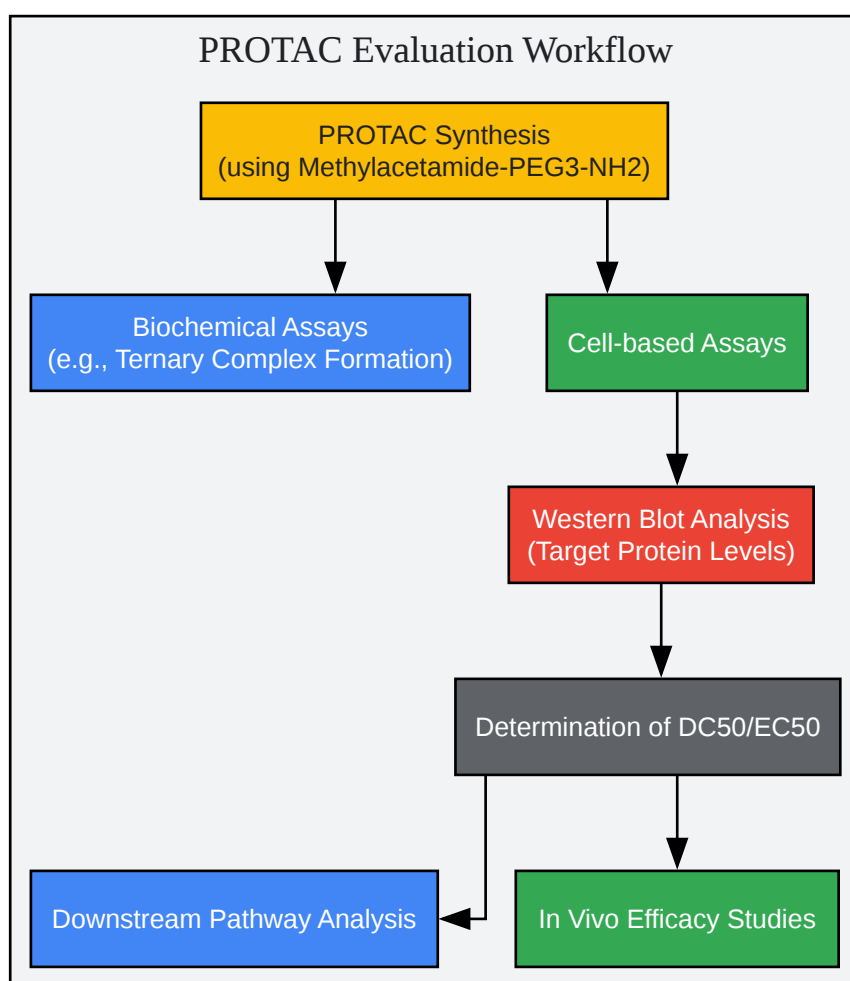 PROTAC Evaluation Workflow
PROTAC Synthesis
(using Methylacetamide-PEG3-NH2)
Biochemical Assays
(e.g., Ternary Complex Formation)
Cell-based Assays
Western Blot Analysis
(Target Protein Levels)
Determination of DC50/EC50
Downstream Pathway Analysis
In Vivo Efficacy Studies